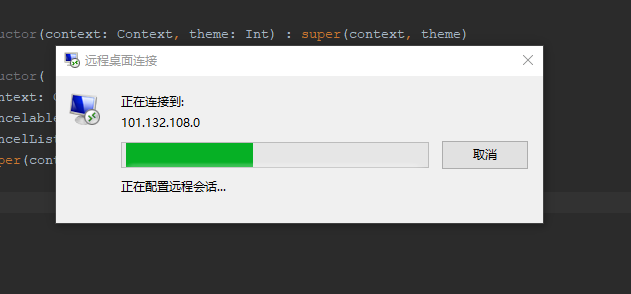 uctor(context: Context, theme: Int) : super(context, theme)
远程桌面连接
uctor(
ntext: C
正在连接到:
ncelable
101.132.108.0
ncelList
取消
per(cont
正在配置远程会话...